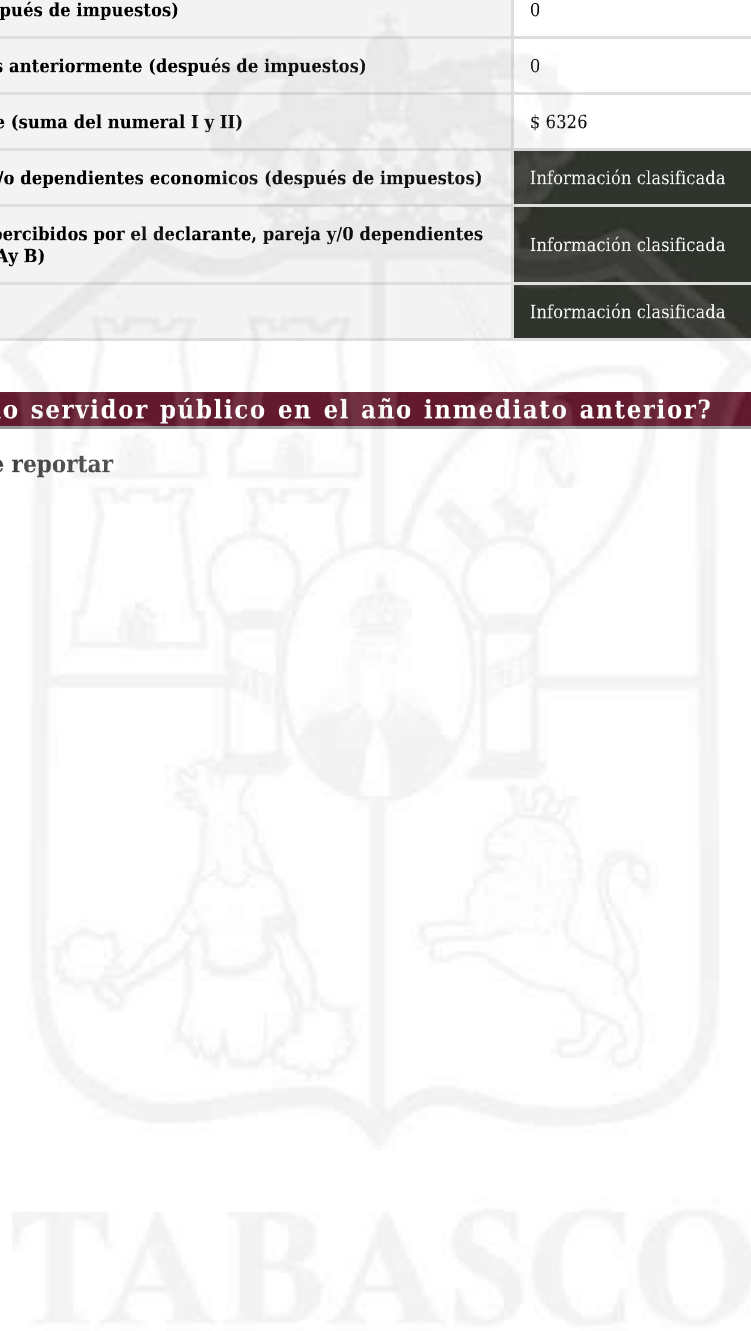 pués de impuestos)
0
s anteriormente (después de impuestos)
0
e (suma del numeral I y II)
$ 6326
/o dependientes economicos (después de impuestos)
Información clasificada
percibidos por el declarante, pareja y/0 dependientes
Ay B)
Información clasificada
Información clasificada
o servidor público en el año inmediato anterior?
e reportar
TABASCO